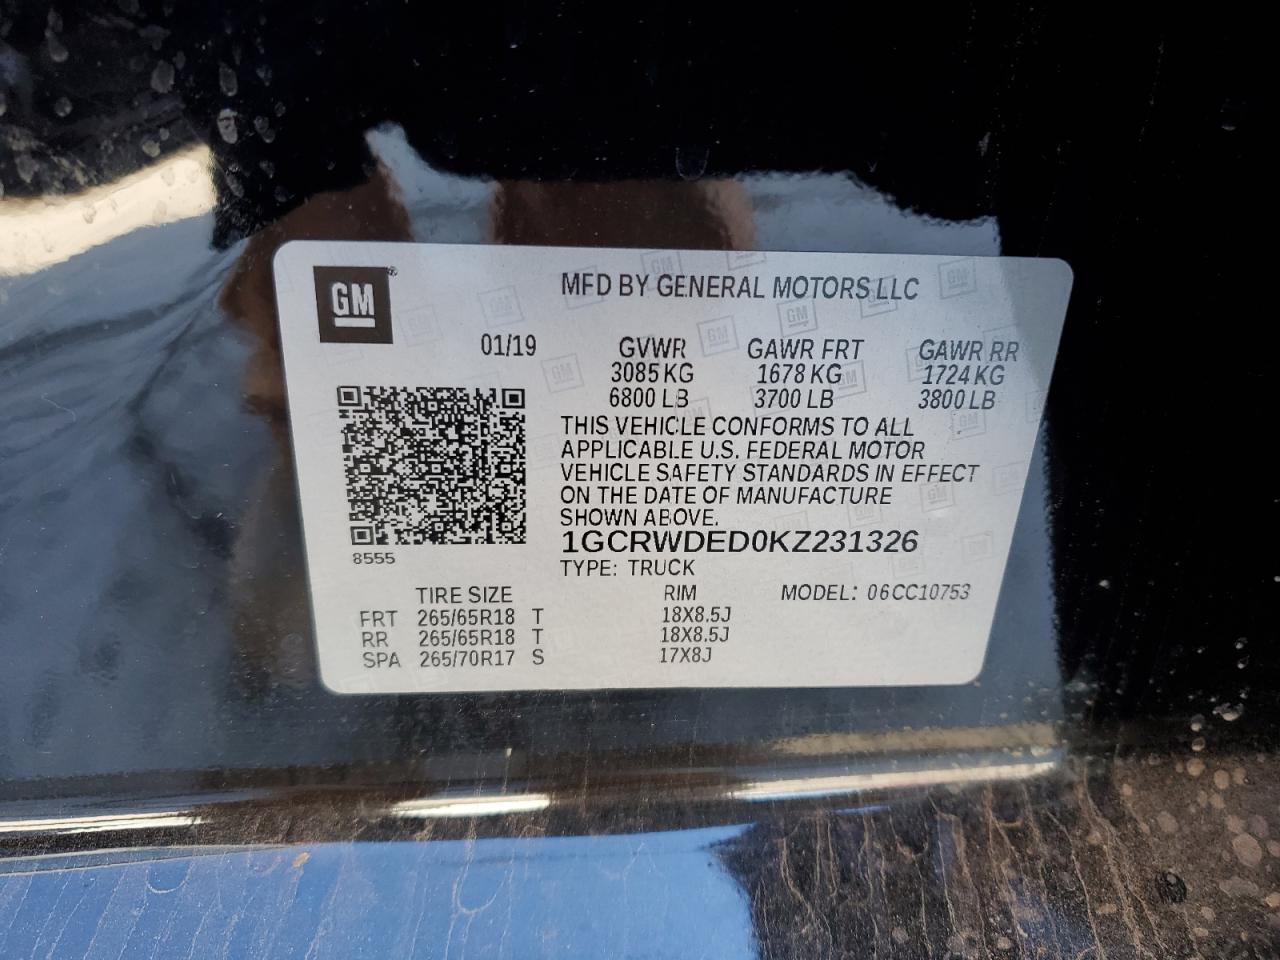 GM
MFD BY GENERAL MOTORS LLC
01/19 GVWR GAWR FRT GAWR RR
3085 KG 1678 KG 1724 KG
6800 LB 3700 LB 3800 LB
THIS VEHICLE CONFORMS TO ALL
APPLICABLE U.S. FEDERAL MOTOR
VEHICLE SAFETY STANDARDS IN EFFECT
ON THE DATE OF MANUFACTURE
SHOWN ABOVE.
1GCRWDED0KZ231326
8555
TYPE: TRUCK
TIRE SIZE RIM MODEL: 06CC10753
FRT 265/65R18 T 18X8.5J
RR 265/65R18 T 18X8.5J
SPA 265/70R17 S 17X8J